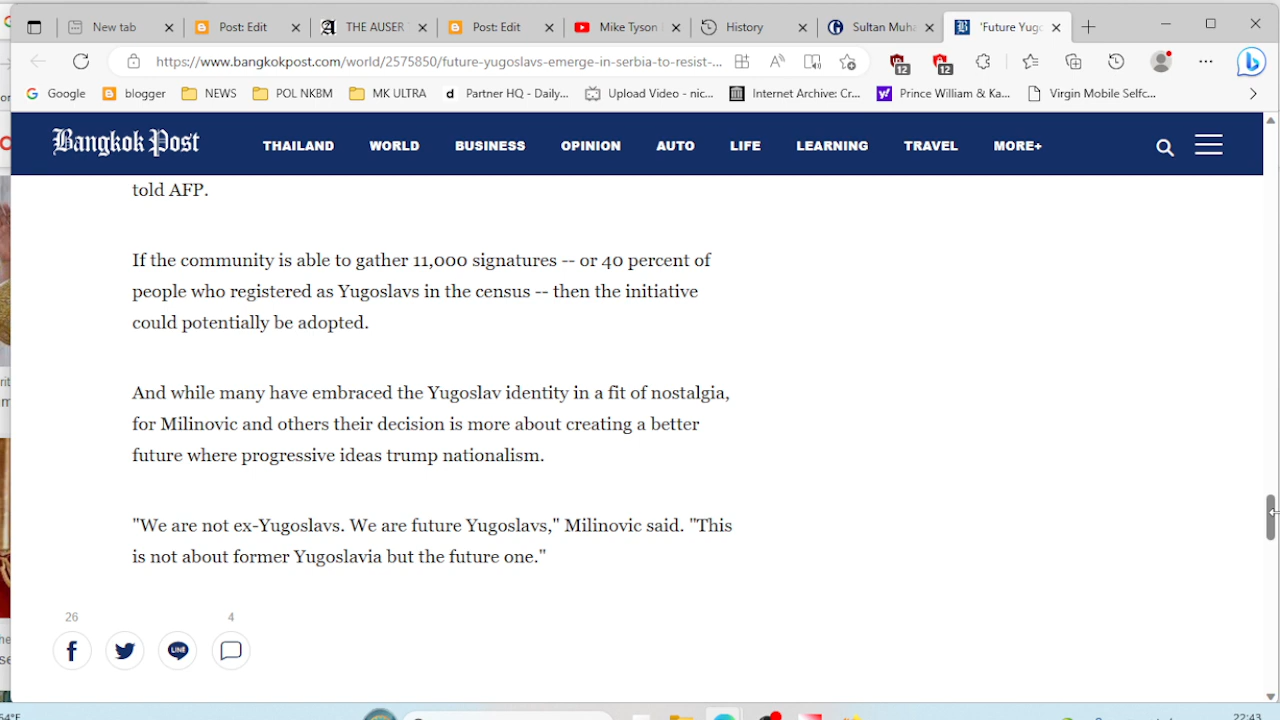 New tab
Post: Edit
THE AUSER
Post: Edit
Mike Tyson
History
Sultan Muha
'Future Yugo
https://www.bangkokpost.com/world/2575850/future-yugoslavs-emerge-in-serbia-to-resist-...
12
12
Google
blogger
NEWS
POL NKBM
MK ULTRA
Partner HQ - Daily...
Upload Video - nic...
Internet Archive: Cr...
Prince William & Ka...
Virgin Mobile Selfc...
Bangkok Post
THAILAND
WORLD
BUSINESS
OPINION
AUTO
LIFE
LEARNING
TRAVEL
MORE+
told AFP.
If the community is able to gather 11,000 signatures -- or 40 percent of
people who registered as Yugoslavs in the census -- then the initiative
could potentially be adopted.
And while many have embraced the Yugoslav identity in a fit of nostalgia,
for Milinovic and others their decision is more about creating a better
future where progressive ideas trump nationalism.
"We are not ex-Yugoslavs. We are future Yugoslavs," Milinovic said. "This
is not about former Yugoslavia but the future one."
26
4
LINE
54°F
22:43